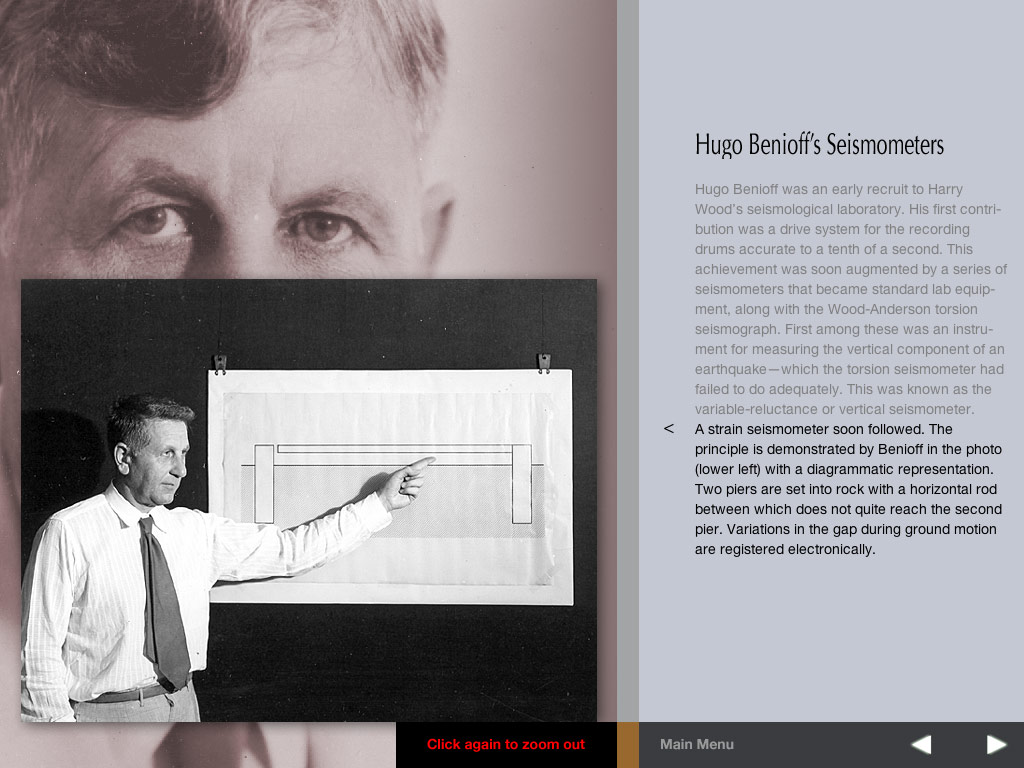 Hugo Benioff's Seismometers
Hugo Benioff was an early recruit to Harry
Wood's seismological laboratory. His first contri-
bution was a drive system for the recording
drums accurate to a tenth of a second. This
achievement was soon augmented by a series of
seismometers that became standard lab equip-
ment, along with the Wood-Anderson torsion
seismograph. First among these was an instru-
ment for measuring the vertical component of an
earthquake—which the torsion seismometer had
failed to do adequately. This was known as the
variable-reluctance or vertical seismometer.
< A strain seismometer soon followed. The
principle is demonstrated by Benioff in the photo
(lower left) with a diagrammatic representation.
Two piers are set into rock with a horizontal rod
between which does not quite reach the second
pier. Variations in the gap during ground motion
are registered electronically.
Click again to zoom out
Main Menu